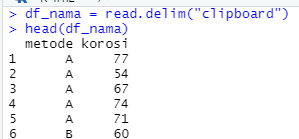 > df_nama = read.delim("clipboard")
> head(df_nama)
  metode korosi
1      A     77
2      A     54
3      A     67
4      A     74
5      A     71
6      B     60